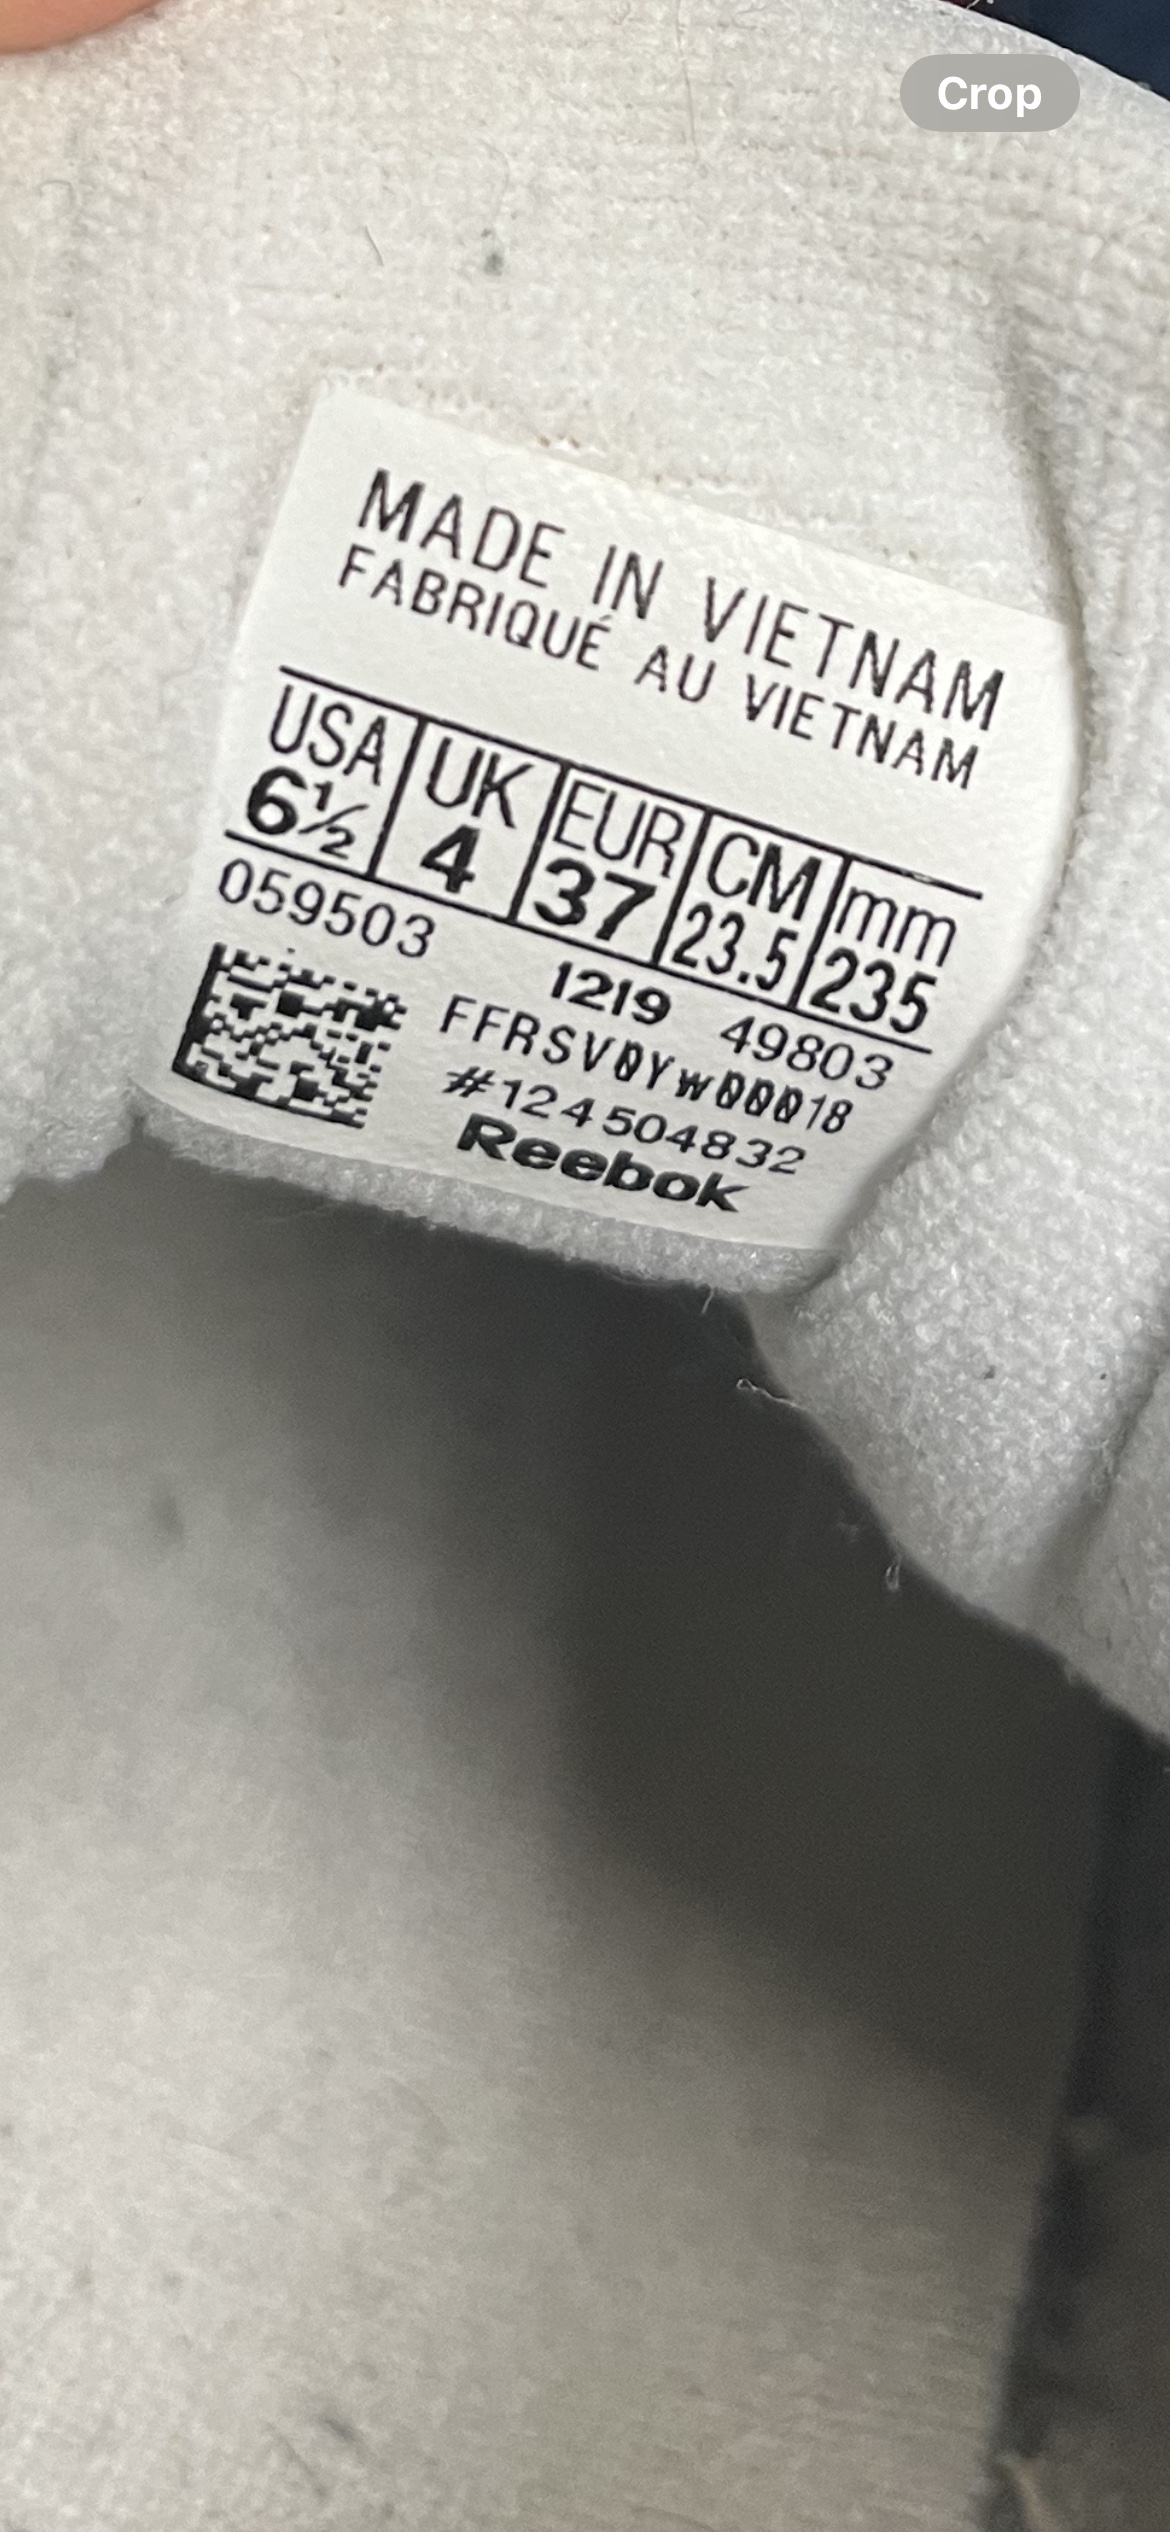 Crop
MADE IN VIETNAM
FABRIQUÉ AU VIETNAM
USA UK EUR CM mm
6½ 4 37 23.5 235
059503 1219 49803
FFRSV0YW00018
#124504832
Reebok